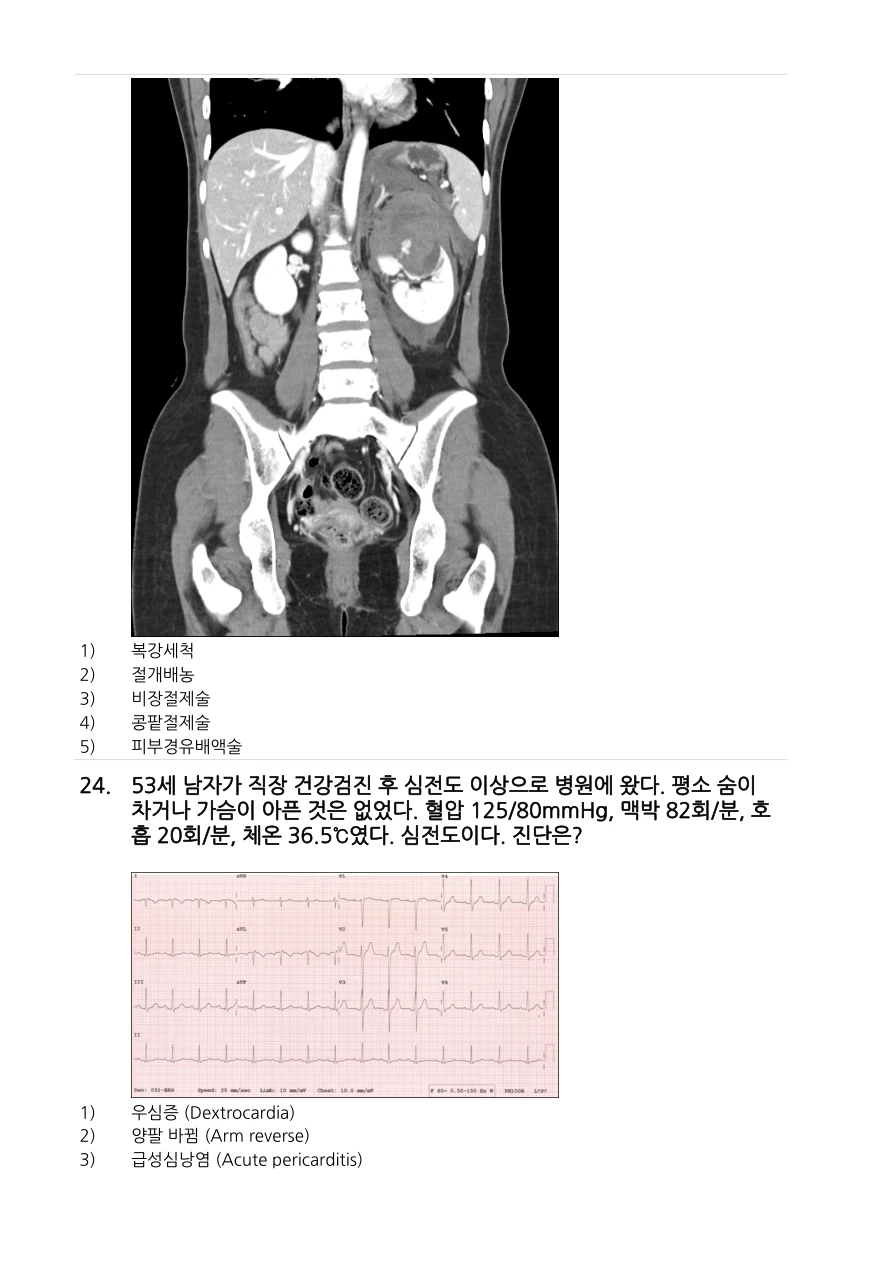 1) 복강세척
2) 절개배농
3) 비장절제술
4) 콩팥절제술
5) 피부경유배액술
24. 53세 남자가 직장 건강검진 후 심전도 이상으로 병원에 왔다. 평소 숨이
차거나 가슴이 아픈 것은 없었다. 혈압 125/80mmHg, 맥박 82회/분, 호
흡 20회/분, 체온 36.5℃였다. 심전도이다. 진단은?
I aVR V1 V4
II aVL V2 V5
III aVF V3 V6
II
Speed: 25 mm/sec Limb: 10 mm/mV Chest: 10.0 mm/mV
1) 우심증 (Dextrocardia)
2) 양팔 바뀜 (Arm reverse)
3) 급성심낭염 (Acute pericarditis)